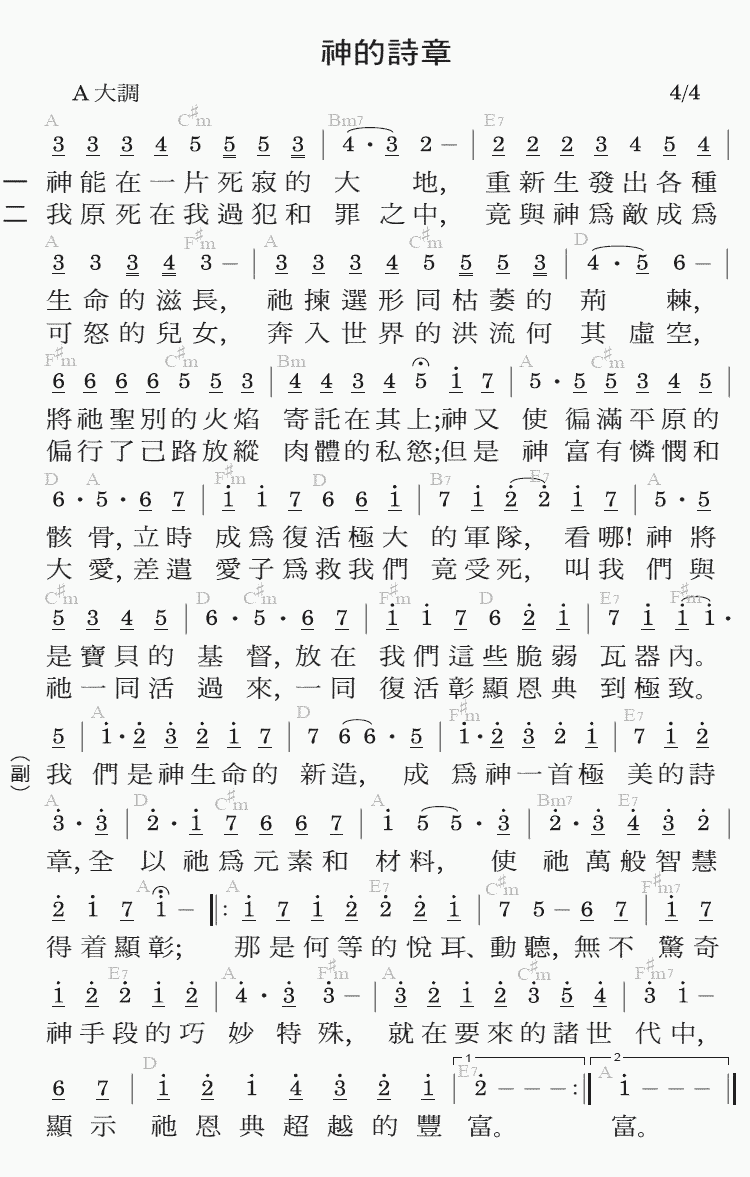 神的詩章
A 大調 4/4
A C♯m Bm7 E7
3 3 3 4 5 5 5 3 | 4 · 3 2 – | 2 2 2 3 4 5 4 |
一 神能在一片死寂的 大 地, 重新生發出各種
二 我原死在我過犯和 罪 之中, 竟與神爲敵成爲
A F♯m A C♯m D
3 3 3 4 3 – | 3 3 3 4 5 5 5 3 | 4 · 5 6 – |
生命的滋長, 祂揀選形同枯萎的 荊 棘,
可怒的兒女, 奔入世界的洪流何 其 虛空,
F♯m C♯m Bm A C♯m
6 6 6 6 5 5 3 | 4 4 3 4 5 i 7 | 5 · 5 5 3 4 5 |
將祂聖別的火焰 寄託在其上;神又 使 徧滿平原的
偏行了己路放縱 肉體的私慾;但是 神 富有憐憫和
D A F♯m D B7 E7 A
6 · 5 · 6 7 | i i 7 6 6 i | 7 i 2 2 i 7 | 5 · 5
骸 骨, 立時 成爲復活極大 的軍隊, 看哪! 神 將
大 愛, 差遣 愛子爲救我們 竟受死, 叫我 們 與
C♯m D C♯m F♯m D E7 F♯m
5 3 4 5 | 6 · 5 · 6 7 | i i 7 6 2 i | 7 i i i ·
是寶貝的 基 督, 放在 我們這些脆弱 瓦器內。
祂一同活 過 來, 一同 復活彰顯恩典 到極致。
A D F♯m E7
5 | i · 2 3 2 i 7 | 7 6 6 · 5 | i · 2 3 2 i | 7 i 2
(副) 我 們是神生命的 新造, 成 爲神一首極 美的詩
A D C♯m A Bm7 E7
3 · 3 | 2 · i 7 6 6 7 | i 5 5 · 3 | 2 · 3 4 3 2 |
章,全 以 祂爲元素和 材料, 使 祂 萬般智慧
A A E7 C♯m F♯m7
2 i 7 i – ‖: i 7 i 2 2 2 i | 7 5 – 6 7 | i 7
得着顯彰; 那是何等的悅耳、動聽, 無不 驚奇
E7 A F♯m A C♯m F♯m7
i 2 2 i 2 | 4 · 3 3 – | 3 2 i 2 3 5 4 | 3 i –
神手段的巧 妙特殊, 就在要來的諸世 代中,
D 1 E7 2 A
6 7 | i 2 i 4 3 2 i | 2 – – – :‖ i – – – ‖
顯示 祂恩典超越的豐 富。 富。